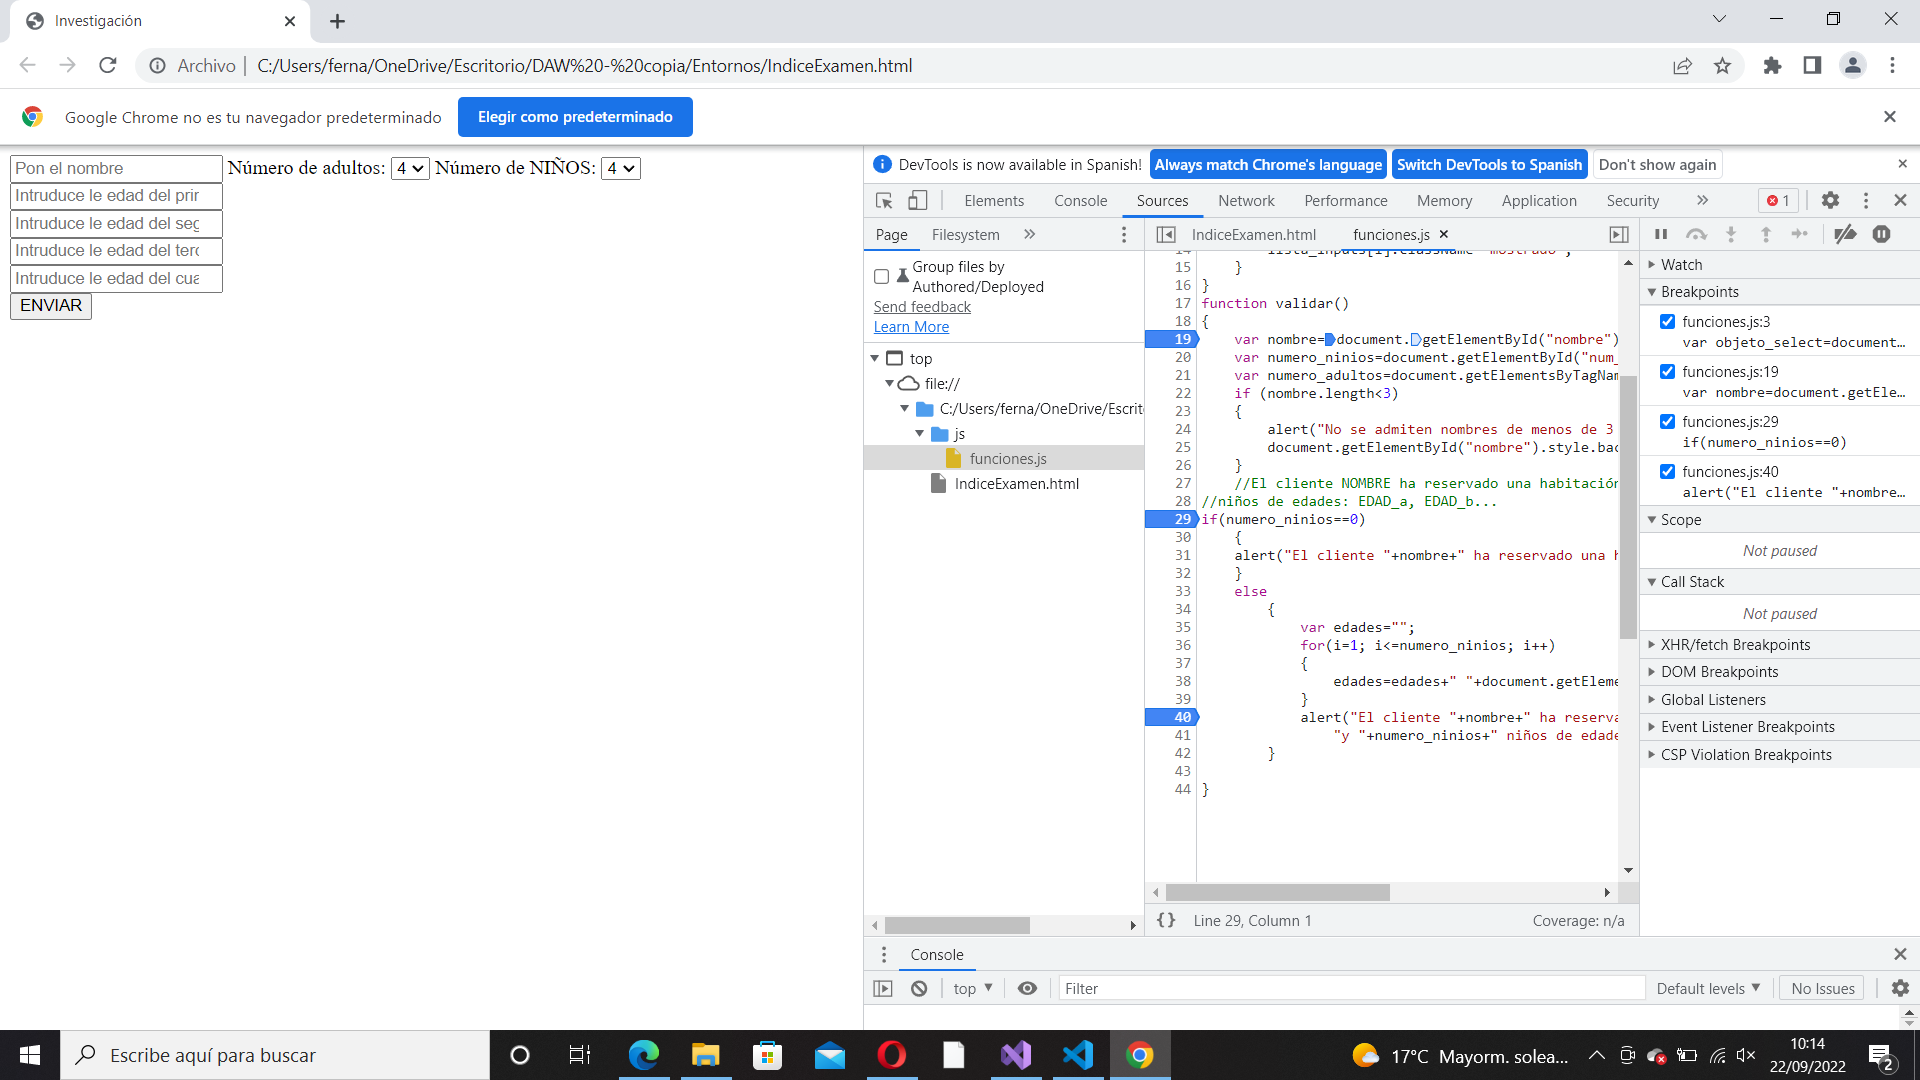 Investigación
Archivo
C:/Users/ferna/OneDrive/Escritorio/DAW%20-%20copia/Entornos/IndiceExamen.html
Google Chrome no es tu navegador predeterminado
Elegir como predeterminado
Pon el nombre
Número de adultos: 4
Número de NIÑOS: 4
Intruduce le edad del prir
Intruduce le edad del seg
Intruduce le edad del terc
Intruduce le edad del cua
ENVIAR
DevTools is now available in Spanish!
Always match Chrome's language
Switch DevTools to Spanish
Don't show again
Elements
Console
Sources
Network
Performance
Memory
Application
Security
1
Page
Filesystem
Group files by
Authored/Deployed
Send feedback
Learn More
top
file://
C:/Users/ferna/OneDrive/Escrit
js
funciones.js
IndiceExamen.html
IndiceExamen.html
funciones.js
14 lista_inputs[i].className="mostrado";
15 }
16 }
17 function validar()
18 {
19 var nombre=document.getElementById("nombre")
20 var numero_ninios=document.getElementById("num_
21 var numero_adultos=document.getElementsByTagNam
22 if (nombre.length<3)
23 {
24 alert("No se admiten nombres de menos de 3
25 document.getElementById("nombre").style.bac
26 }
27 //El cliente NOMBRE ha reservado una habitación
28 //niños de edades: EDAD_a, EDAD_b...
29 if(numero_ninios==0)
30 {
31 alert("El cliente "+nombre+" ha reservado una h
32 }
33 else
34 {
35 var edades="";
36 for(i=1; i<=numero_ninios; i++)
37 {
38 edades=edades+" "+document.getEleme
39 }
40 alert("El cliente "+nombre+" ha reserva
41 "y "+numero_ninios+" niños de edade
42 }
43
44 }
Line 29, Column 1
Coverage: n/a
Watch
Breakpoints
funciones.js:3
var objeto_select=document…
funciones.js:19
var nombre=document.getEle…
funciones.js:29
if(numero_ninios==0)
funciones.js:40
alert("El cliente "+nombre…
Scope
Not paused
Call Stack
Not paused
XHR/fetch Breakpoints
DOM Breakpoints
Global Listeners
Event Listener Breakpoints
CSP Violation Breakpoints
Console
top
Filter
Default levels
No Issues
Escribe aquí para buscar
17°C Mayorm. solea...
10:14
22/09/2022
2